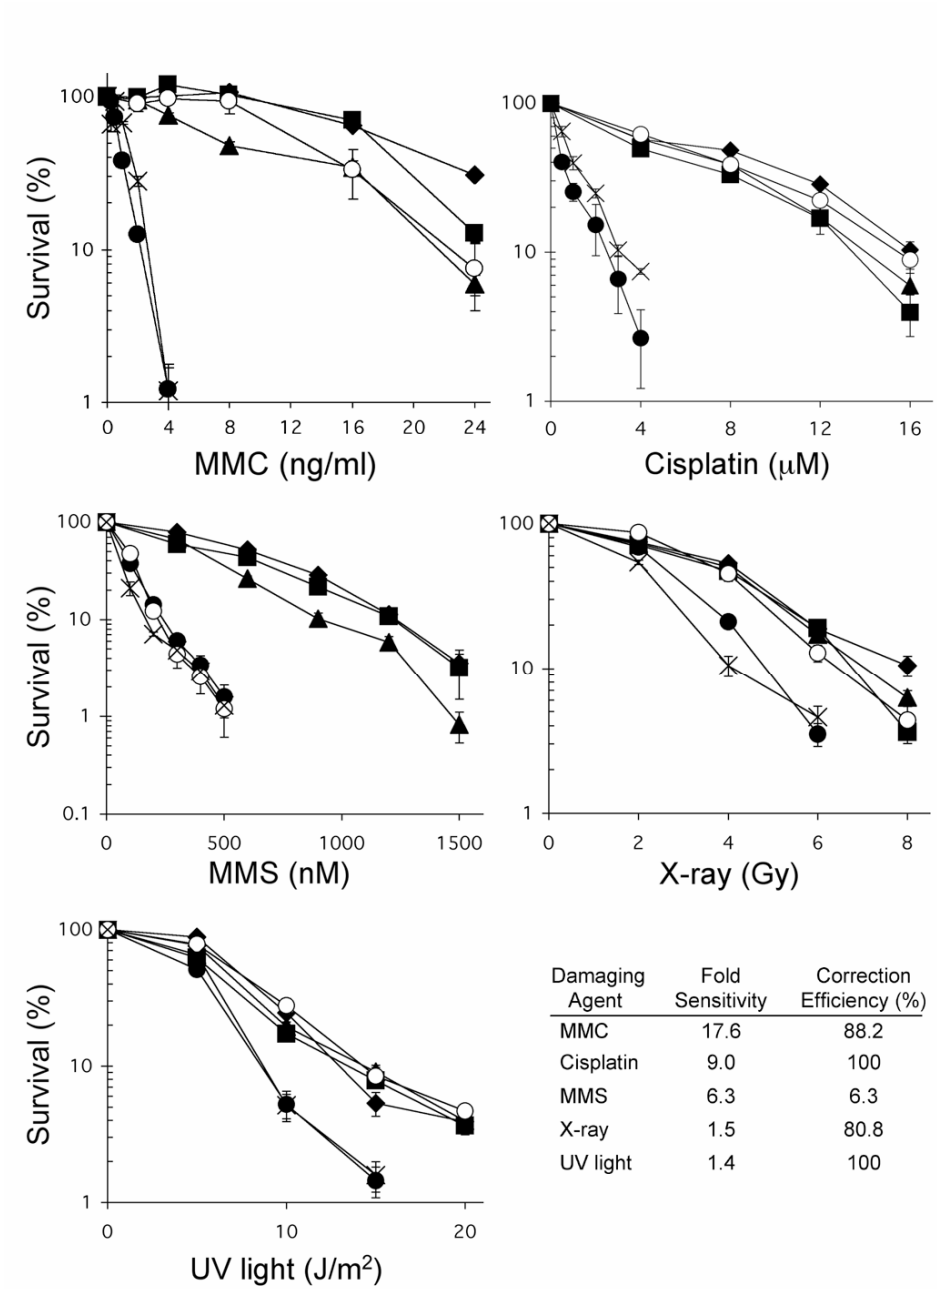 100
10
1
0
4
8
12
16
20
24
Survival (%)
MMC (ng/ml)
100
10
1
0
4
8
12
16
Cisplatin (μM)
100
10
1
0.1
0
500
1000
1500
Survival (%)
MMS (nM)
100
10
1
0
2
4
6
8
X-ray (Gy)
100
10
1
0
10
20
Survival (%)
UV light (J/m²)
Damaging Fold Correction
Agent Sensitivity Efficiency (%)
MMC 17.6 88.2
Cisplatin 9.0 100
MMS 6.3 6.3
X-ray 1.5 80.8
UV light 1.4 100